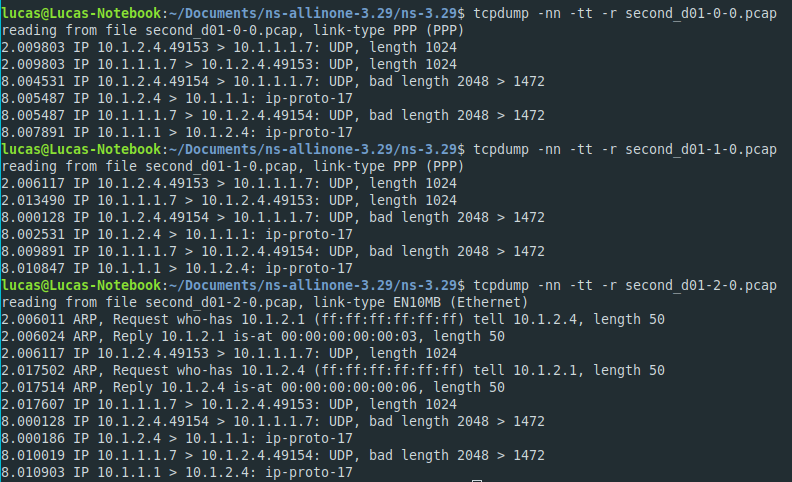 lucas@Lucas-Notebook:~/Documents/ns-allinone-3.29/ns-3.29$ tcpdump -nn -tt -r second_d01-0-0.pcap
reading from file second_d01-0-0.pcap, link-type PPP (PPP)
2.009803 IP 10.1.2.4.49153 > 10.1.1.1.7: UDP, length 1024
2.009803 IP 10.1.1.1.7 > 10.1.2.4.49153: UDP, length 1024
8.004531 IP 10.1.2.4.49154 > 10.1.1.1.7: UDP, bad length 2048 > 1472
8.005487 IP 10.1.2.4 > 10.1.1.1: ip-proto-17
8.005487 IP 10.1.1.1.7 > 10.1.2.4.49154: UDP, bad length 2048 > 1472
8.007891 IP 10.1.1.1 > 10.1.2.4: ip-proto-17
lucas@Lucas-Notebook:~/Documents/ns-allinone-3.29/ns-3.29$ tcpdump -nn -tt -r second_d01-1-0.pcap
reading from file second_d01-1-0.pcap, link-type PPP (PPP)
2.006117 IP 10.1.2.4.49153 > 10.1.1.1.7: UDP, length 1024
2.013490 IP 10.1.1.1.7 > 10.1.2.4.49153: UDP, length 1024
8.000128 IP 10.1.2.4.49154 > 10.1.1.1.7: UDP, bad length 2048 > 1472
8.002531 IP 10.1.2.4 > 10.1.1.1: ip-proto-17
8.009891 IP 10.1.1.1.7 > 10.1.2.4.49154: UDP, bad length 2048 > 1472
8.010847 IP 10.1.1.1 > 10.1.2.4: ip-proto-17
lucas@Lucas-Notebook:~/Documents/ns-allinone-3.29/ns-3.29$ tcpdump -nn -tt -r second_d01-2-0.pcap
reading from file second_d01-2-0.pcap, link-type EN10MB (Ethernet)
2.006011 ARP, Request who-has 10.1.2.1 (ff:ff:ff:ff:ff:ff) tell 10.1.2.4, length 50
2.006024 ARP, Reply 10.1.2.1 is-at 00:00:00:00:00:03, length 50
2.006117 IP 10.1.2.4.49153 > 10.1.1.1.7: UDP, length 1024
2.017502 ARP, Request who-has 10.1.2.4 (ff:ff:ff:ff:ff:ff) tell 10.1.2.1, length 50
2.017514 ARP, Reply 10.1.2.4 is-at 00:00:00:00:00:06, length 50
2.017607 IP 10.1.1.1.7 > 10.1.2.4.49153: UDP, length 1024
8.000128 IP 10.1.2.4.49154 > 10.1.1.1.7: UDP, bad length 2048 > 1472
8.000186 IP 10.1.2.4 > 10.1.1.1: ip-proto-17
8.010019 IP 10.1.1.1.7 > 10.1.2.4.49154: UDP, bad length 2048 > 1472
8.010903 IP 10.1.1.1 > 10.1.2.4: ip-proto-17